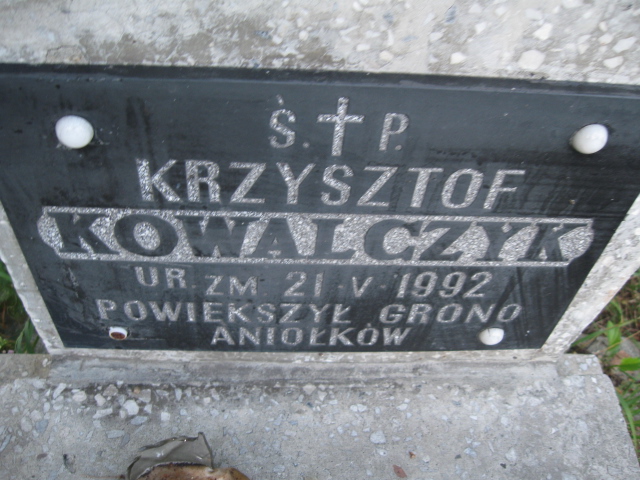 Ś. † P.
KRZYSZTOF
KOWALCZYK
UR. ZM 21·V·1992
POWIEKSZYŁ GRONO
ANIOŁKÓW